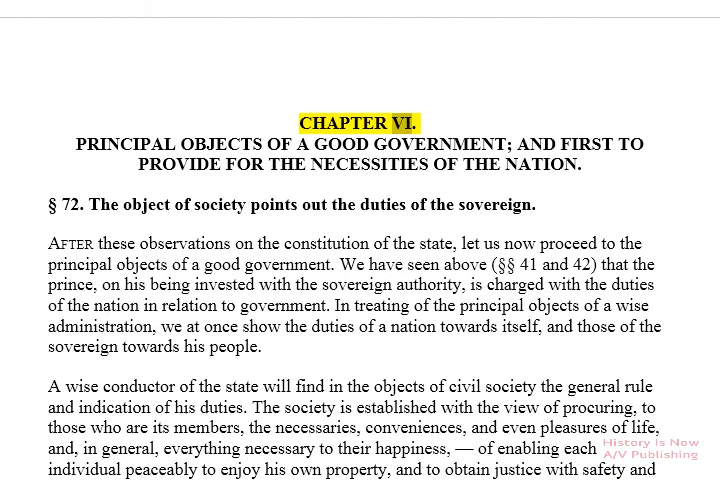 CHAPTER VI.
PRINCIPAL OBJECTS OF A GOOD GOVERNMENT; AND FIRST TO
PROVIDE FOR THE NECESSITIES OF THE NATION.
§ 72. The object of society points out the duties of the sovereign.
AFTER these observations on the constitution of the state, let us now proceed to the
principal objects of a good government. We have seen above (§§ 41 and 42) that the
prince, on his being invested with the sovereign authority, is charged with the duties
of the nation in relation to government. In treating of the principal objects of a wise
administration, we at once show the duties of a nation towards itself, and those of the
sovereign towards his people.
A wise conductor of the state will find in the objects of civil society the general rule
and indication of his duties. The society is established with the view of procuring, to
those who are its members, the necessaries, conveniences, and even pleasures of life,
and, in general, everything necessary to their happiness, — of enabling each
individual peaceably to enjoy his own property, and to obtain justice with safety and
History is Now
A/V Publishing